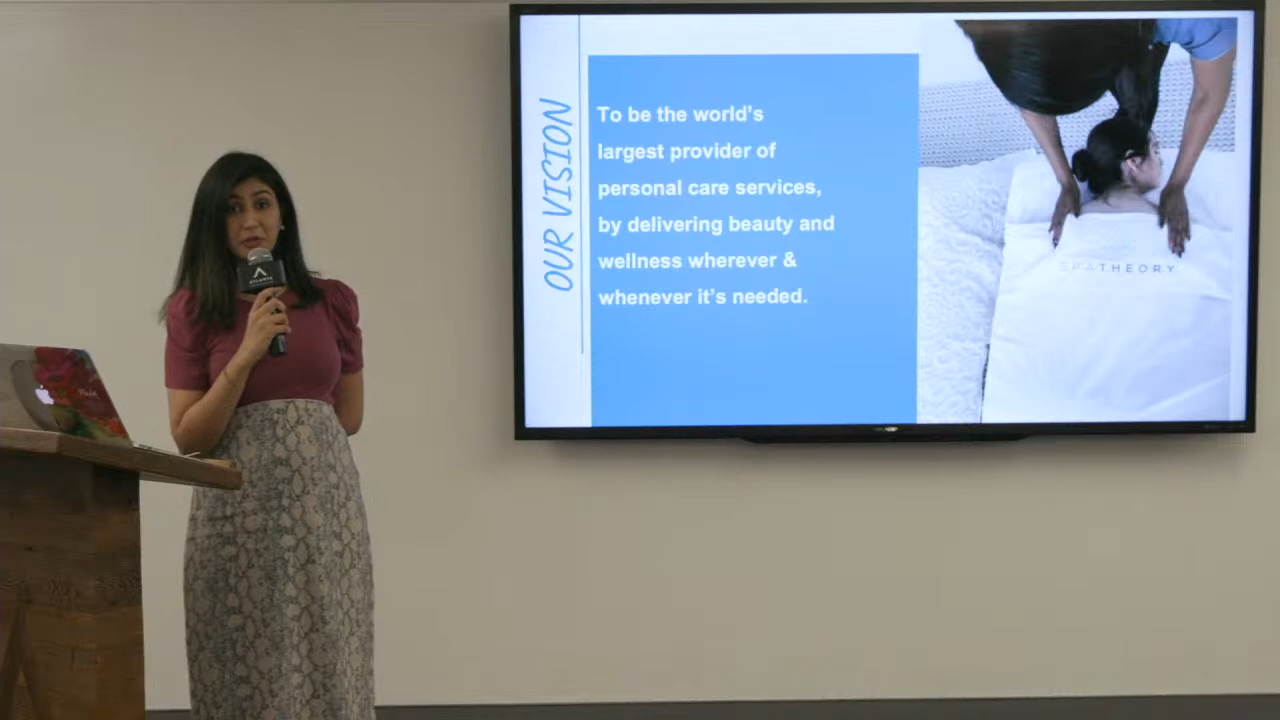 OUR VISION
To be the world's
largest provider of
personal care services,
by delivering beauty and
wellness wherever &
whenever it's needed.
SPATHEORY
ATLANTA